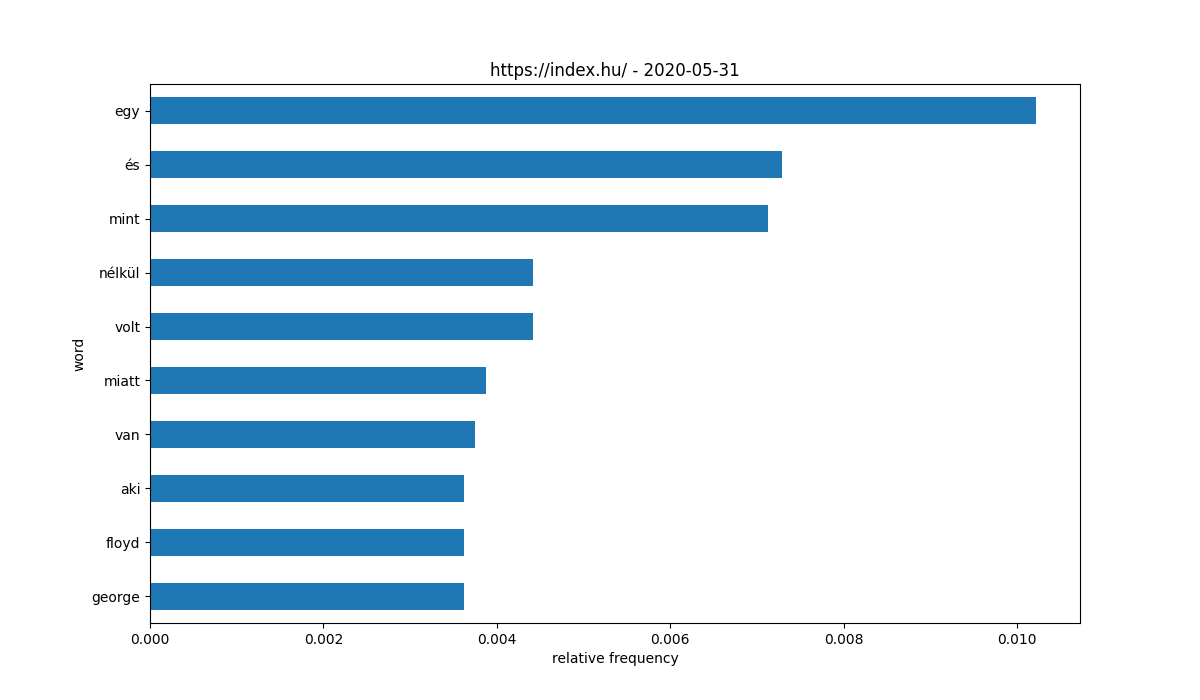 https://index.hu/ - 2020-05-31
egy
és
mint
nélkül
volt
miatt
van
aki
floyd
george
word
0.000 0.002 0.004 0.006 0.008 0.010
relative frequency